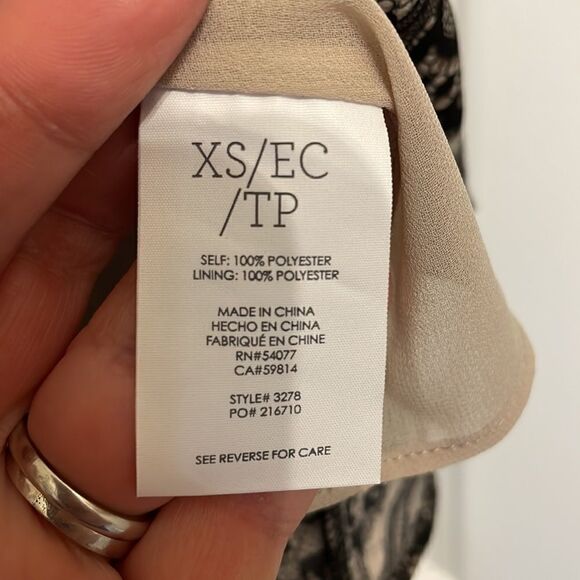 XS/EC
/TP
SELF: 100% POLYESTER
LINING: 100% POLYESTER
MADE IN CHINA
HECHO EN CHINA
FABRIQUÉ EN CHINE
RN#54077
CA#59814
STYLE# 3278
PO# 216710
SEE REVERSE FOR CARE